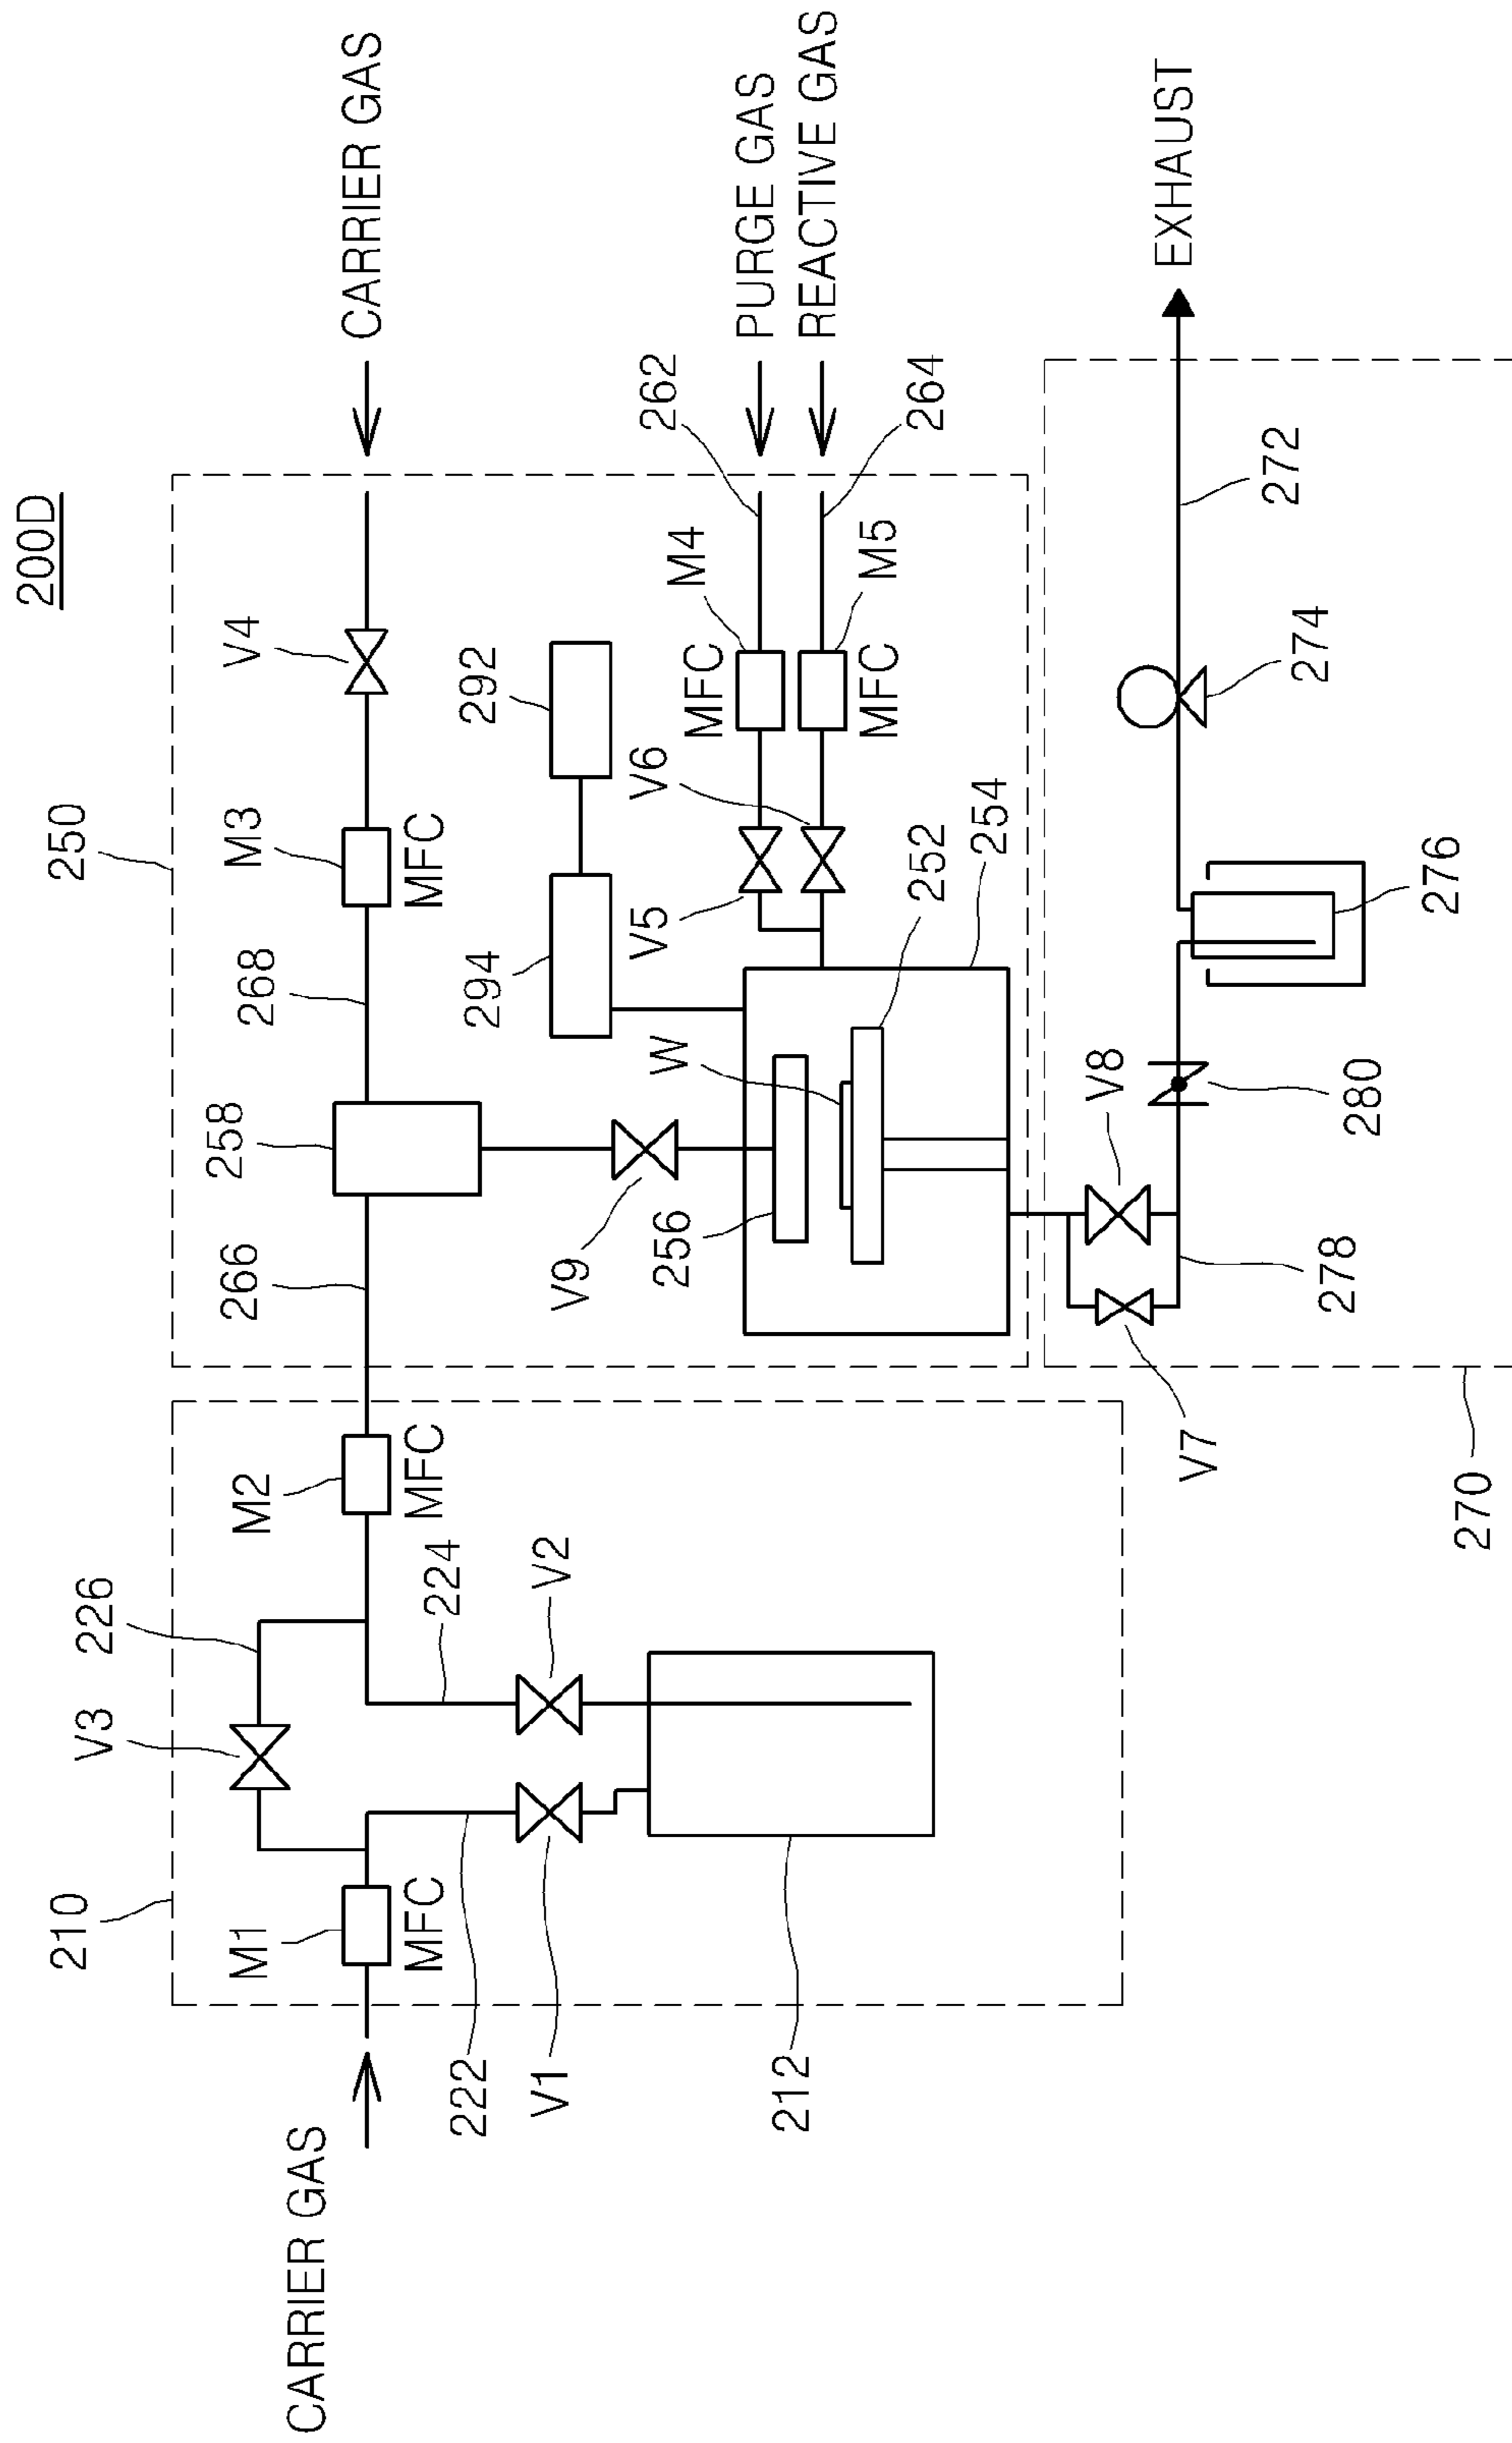 200D
250
210
V3
226
M1
M2
266
258
268
M3
V4
CARRIER GAS
CARRIER GAS
MFC
MFC
MFC
224
222
294
292
V1
V2
V9
V5
V6
262
256
W
M4
MFC
PURGE GAS
212
REACTIVE GAS
MFC
M5
252
264
254
V8
EXHAUST
V7
272
274
278
280
276
270